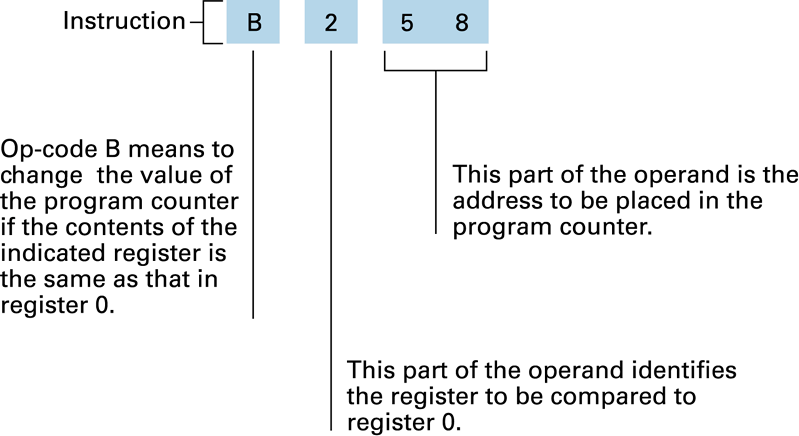 Instruction
B 2 5 8
Op-code B means to
change the value of
the program counter
if the contents of the
indicated register is
the same as that in
register 0.
This part of the operand is the
address to be placed in the
program counter.
This part of the operand identifies
the register to be compared to
register 0.